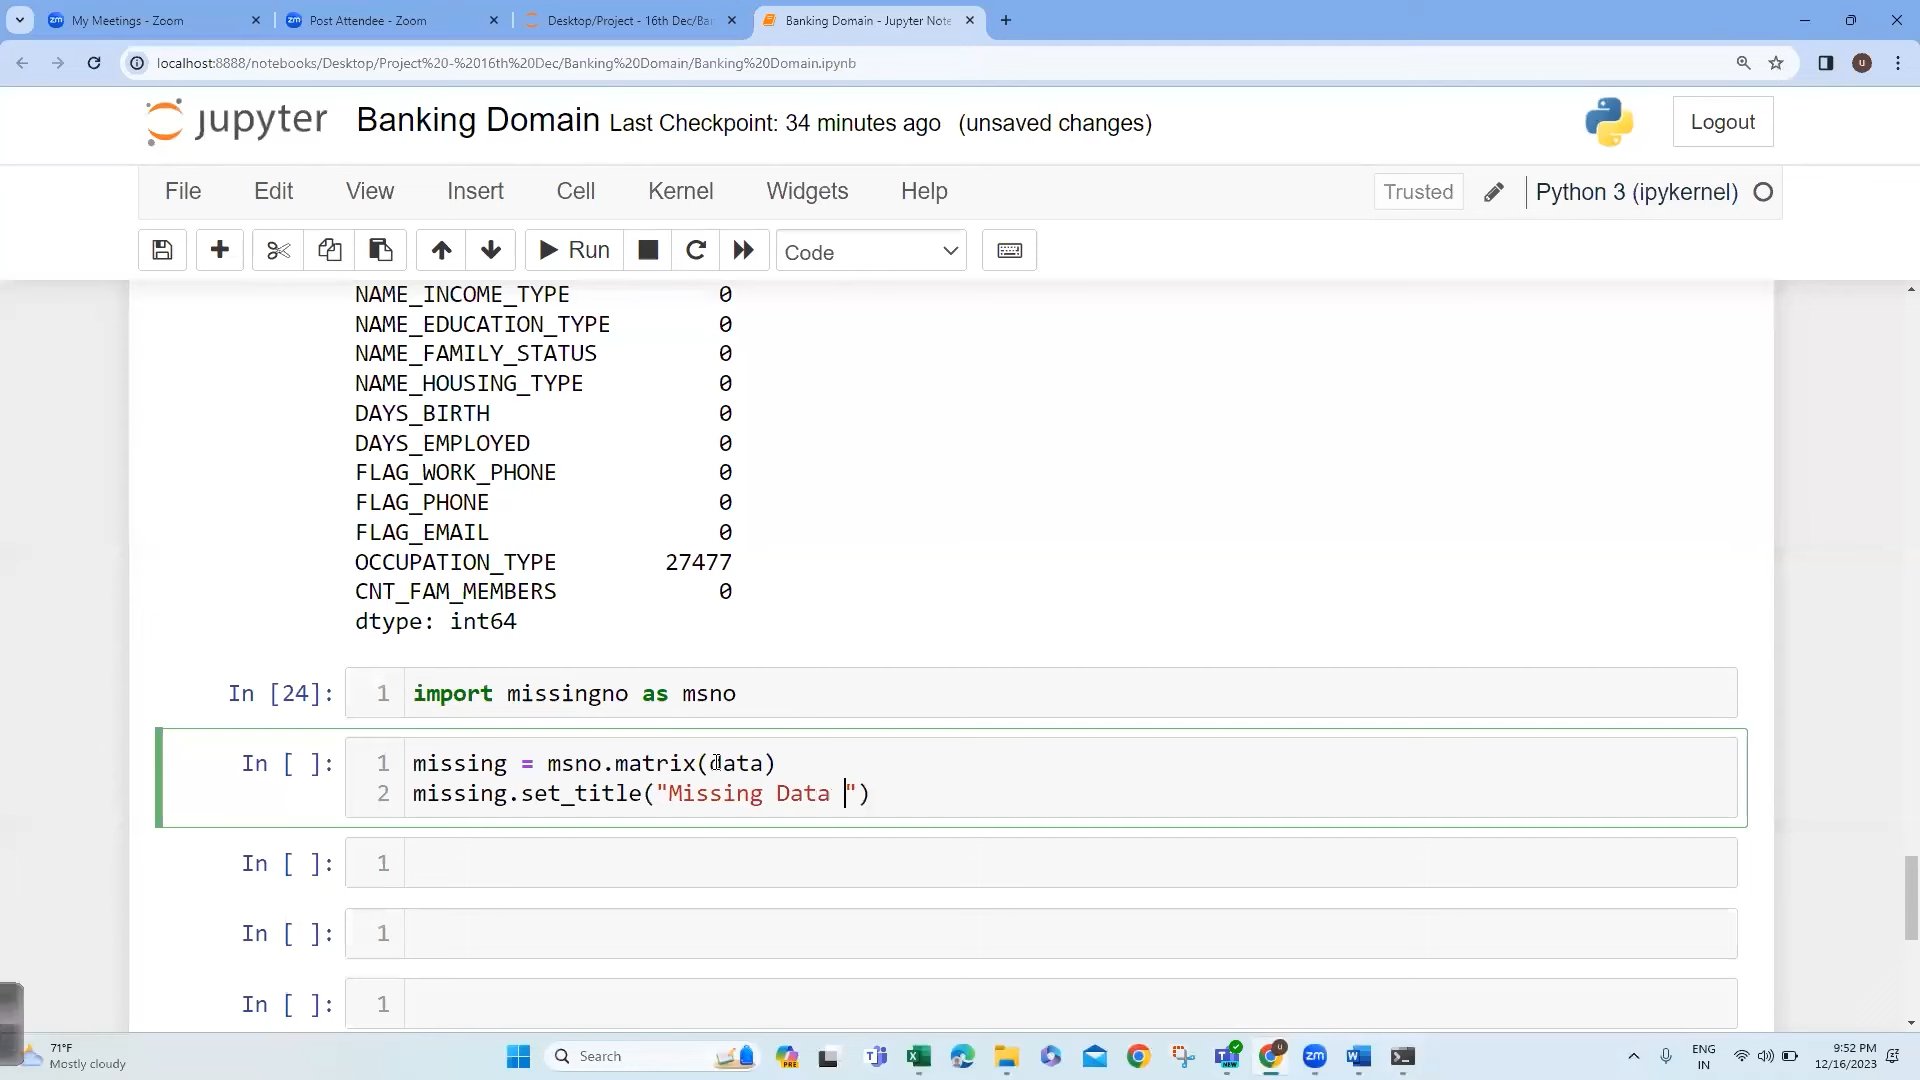 My Meetings - Zoom
Post Attendee - Zoom
Desktop/Project - 16th Dec/Ban
Banking Domain - Jupyter Note
localhost:8888/notebooks/Desktop/Project%20-%2016th%20Dec/Banking%20Domain/Banking%20Domain.ipynb
u
jupyter Banking Domain Last Checkpoint: 34 minutes ago (unsaved changes)
Logout
File Edit View Insert Cell Kernel Widgets Help
Trusted
Python 3 (ipykernel)
Run
Code
NAME_INCOME_TYPE 0
NAME_EDUCATION_TYPE 0
NAME_FAMILY_STATUS 0
NAME_HOUSING_TYPE 0
DAYS_BIRTH 0
DAYS_EMPLOYED 0
FLAG_WORK_PHONE 0
FLAG_PHONE 0
FLAG_EMAIL 0
OCCUPATION_TYPE 27477
CNT_FAM_MEMBERS 0
dtype: int64
In [24]: 1 import missingno as msno
In [ ]: 1 missing = msno.matrix(data)
2 missing.set_title("Missing Data ")
In [ ]: 1
In [ ]: 1
In [ ]: 1
71°F
Mostly cloudy
Search
PRE
NEW
ENG
IN
9:52 PM
12/16/2023